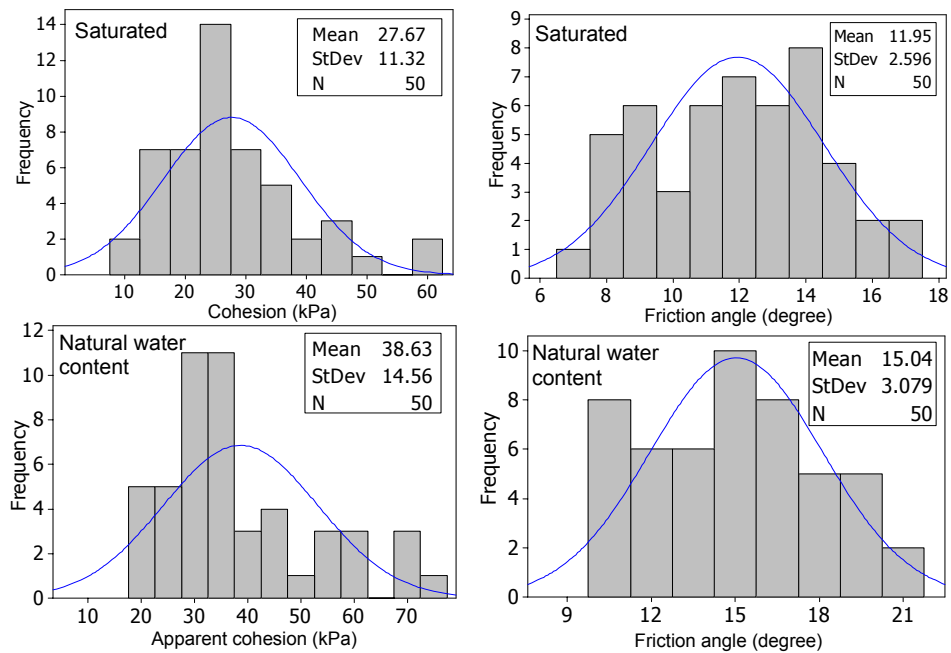 Saturated
Mean 27.67
StDev 11.32
N 50
Frequency
14
12
10
8
6
4
2
0
10 20 30 40 50 60
Cohesion (kPa)
Saturated
Mean 11.95
StDev 2.596
N 50
Frequency
9
8
7
6
5
4
3
2
1
0
6 8 10 12 14 16 18
Friction angle (degree)
Natural water
content
Mean 38.63
StDev 14.56
N 50
Frequency
12
10
8
6
4
2
0
10 20 30 40 50 60 70
Apparent cohesion (kPa)
Natural water
content
Mean 15.04
StDev 3.079
N 50
Frequency
10
8
6
4
2
0
9 12 15 18 21
Friction angle (degree)